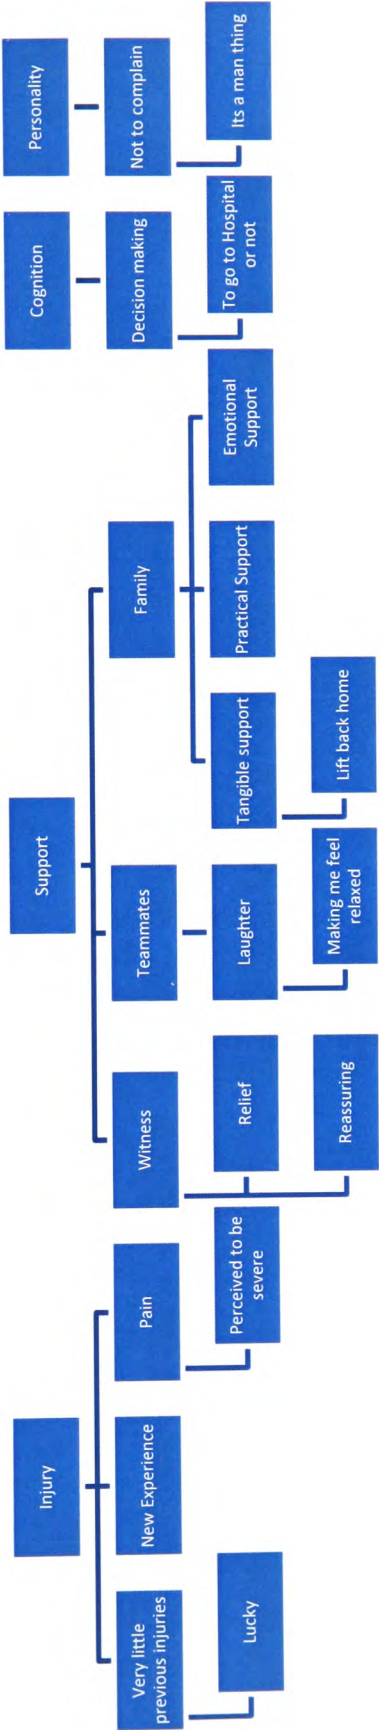 Injury
Support
Cognition
Personality
Very little
previous injuries
New Experience
Pain
Witness
Teammates
Family
Decision making
Not to complain
Lucky
Perceived to be
severe
Relief
Laughter
Tangible support
Practical Support
Emotional
Support
To go to Hospital
or not
Its a man thing
Reassuring
Making me feel
relaxed
Lift back home